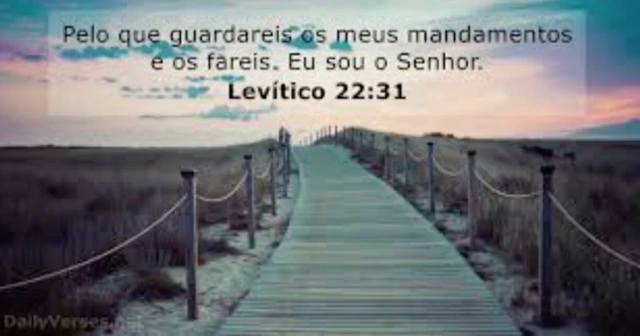 Pelo que guardareis os meus mandamentos
e os fareis. Eu sou o Senhor.
Levítico 22:31
DailyVerses.net